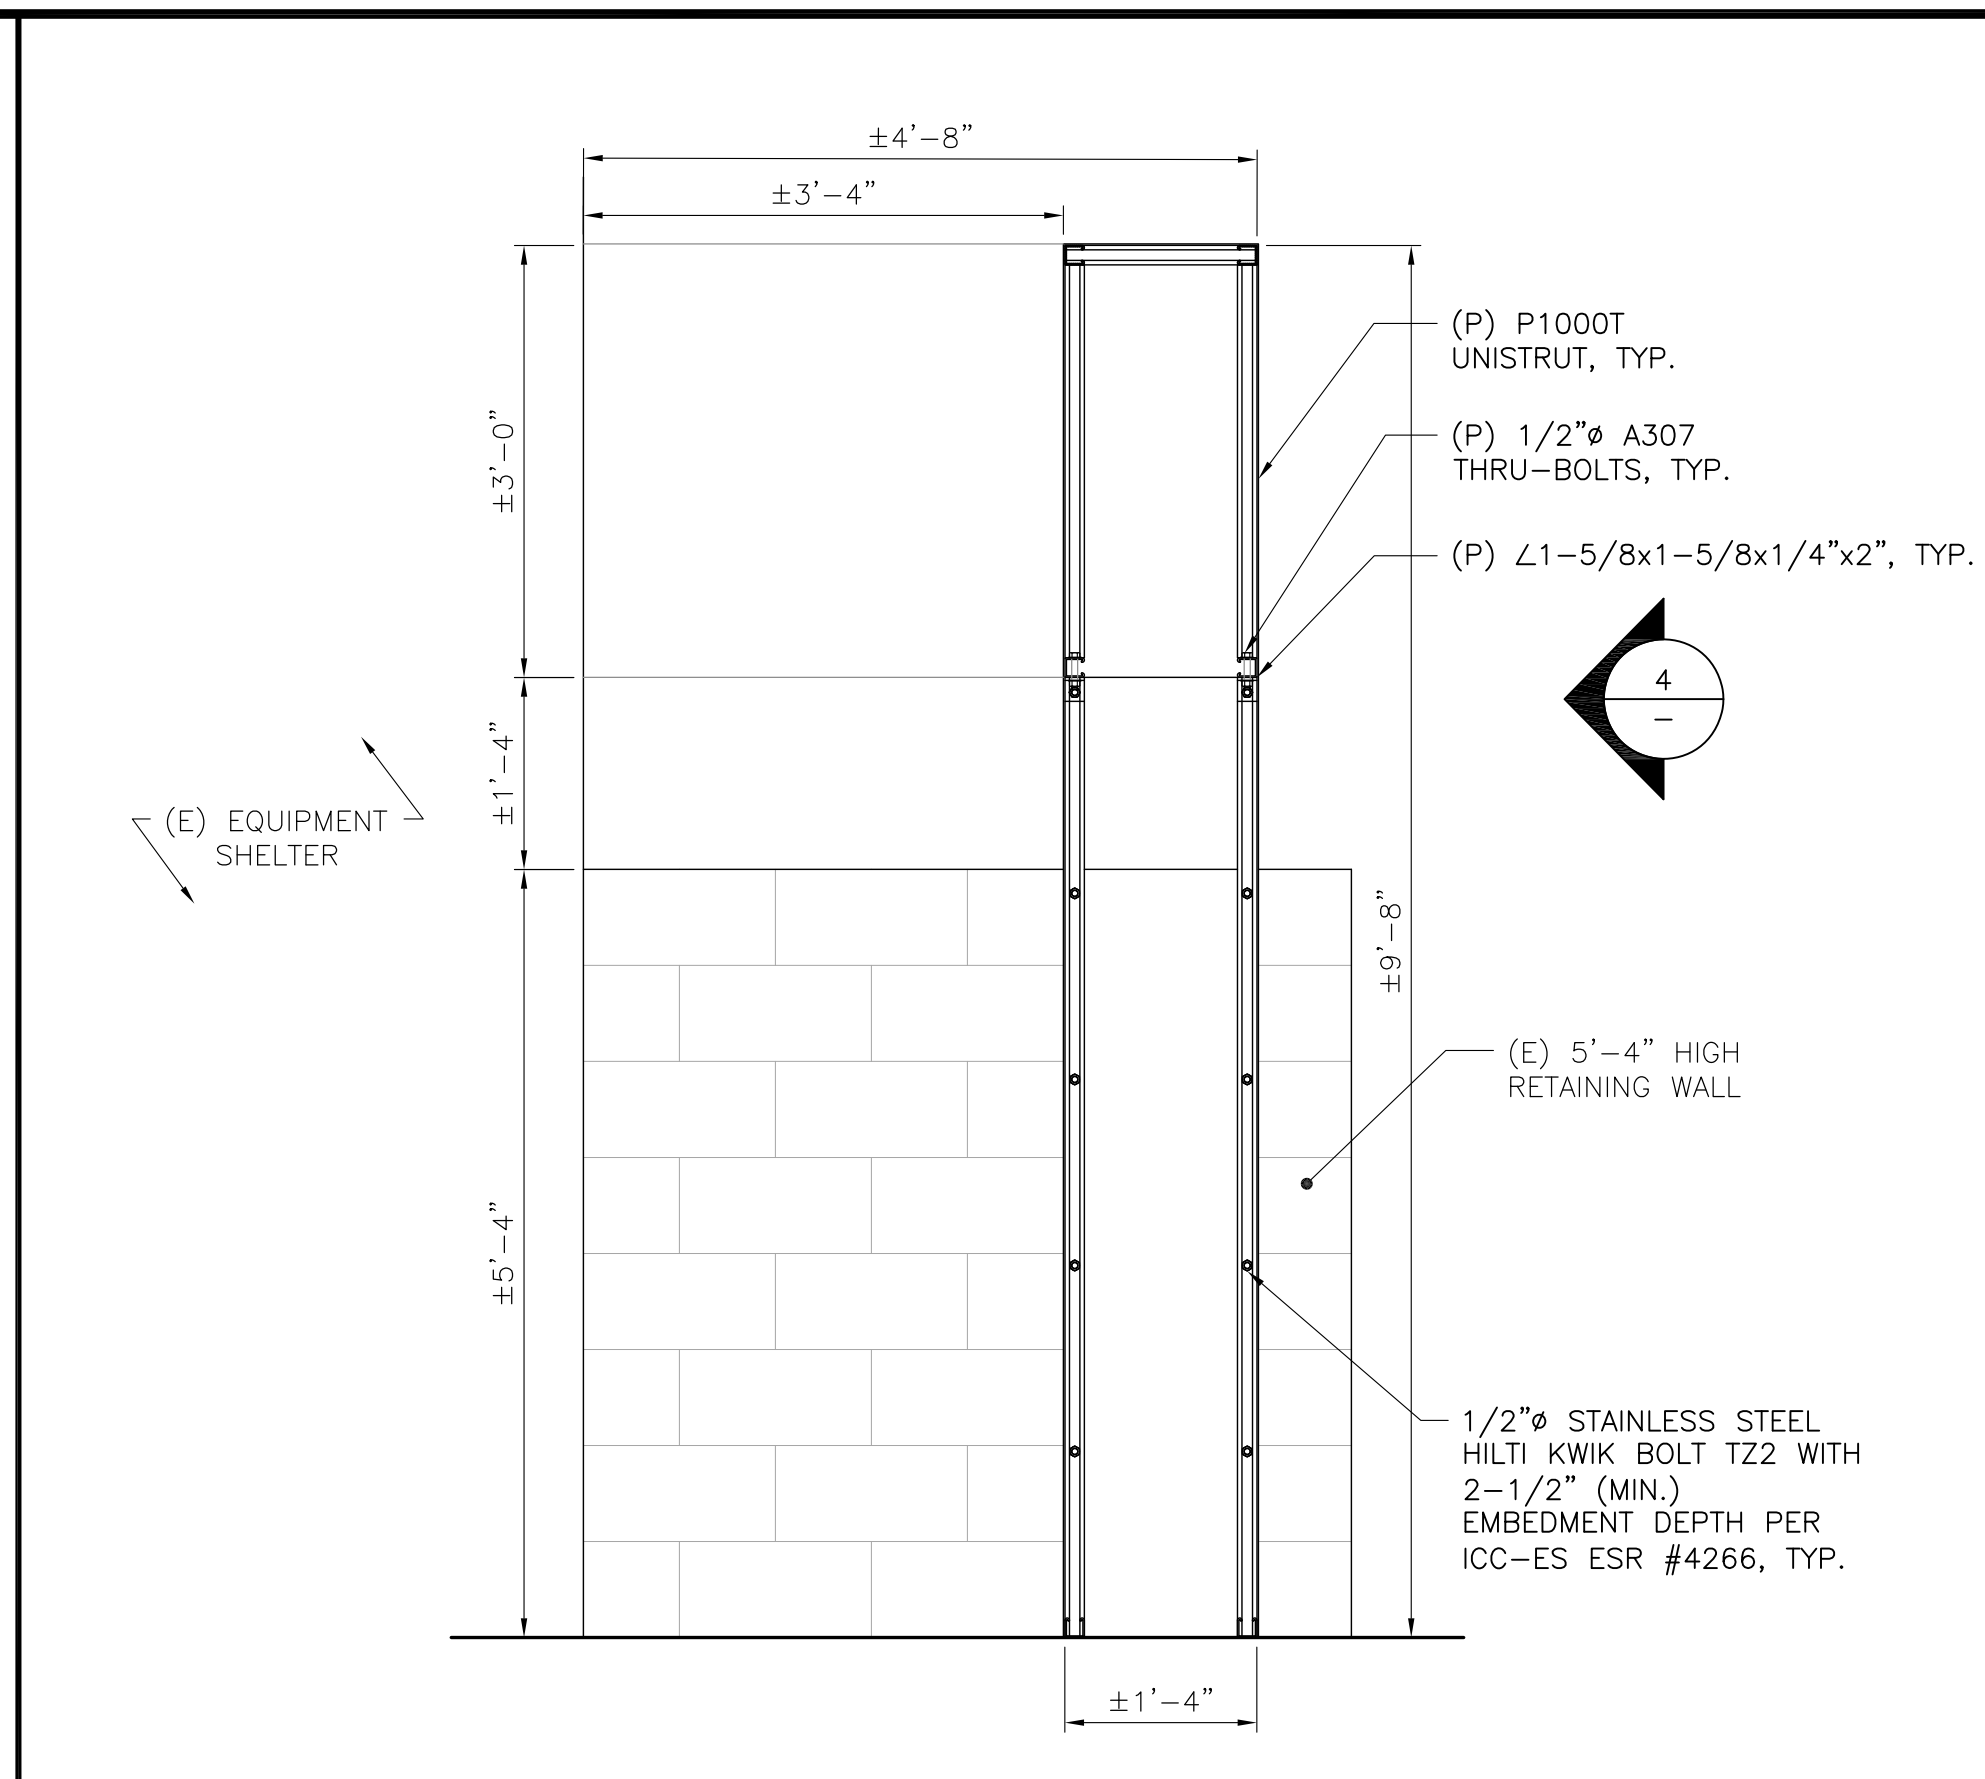 ±4'-8"
±3'-4"
±3'-0"
(P) P1000T
UNISTRUT, TYP.
(P) 1/2"ø A307
THRU-BOLTS, TYP.
(P) ∠1-5/8x1-5/8x1/4"x2", TYP.
4
-
±1'-4"
(E) EQUIPMENT
SHELTER
±9'-8"
(E) 5'-4" HIGH
RETAINING WALL
±5'-4"
1/2"ø STAINLESS STEEL
HILTI KWIK BOLT TZ2 WITH
2-1/2" (MIN.)
EMBEDMENT DEPTH PER
ICC-ES ESR #4266, TYP.
±1'-4"